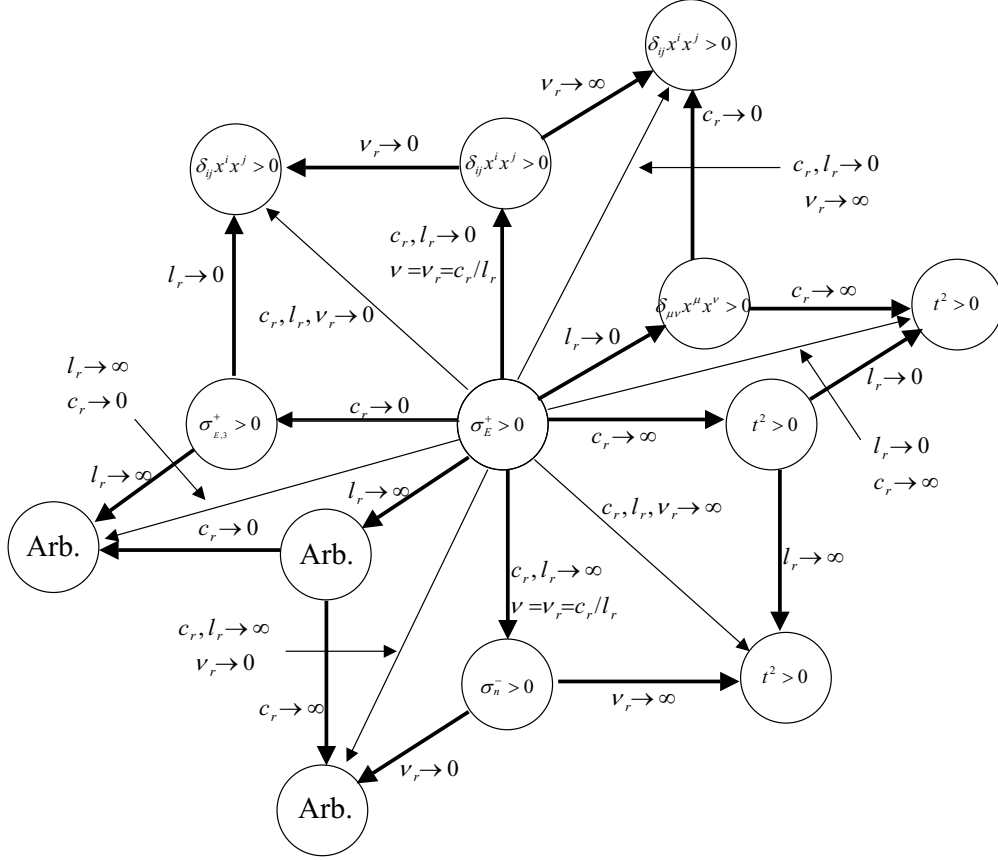 δ_{ij} x^i x^j > 0
ν_r → ∞
c_r → 0
ν_r → 0
δ_{ij} x^i x^j > 0
δ_{ij} x^i x^j > 0
c_r, l_r → 0
ν_r → ∞
c_r, l_r → 0
ν = ν_r = c_r/l_r
l_r → 0
c_r, l_r, ν_r → 0
δ_{μν} x^μ x^ν > 0
c_r → ∞
t² > 0
l_r → 0
l_r → ∞
c_r → 0
l_r → 0
σ^+_{E,3} > 0
c_r → 0
σ^+_E > 0
c_r → ∞
t² > 0
l_r → 0
c_r → ∞
l_r → ∞
l_r → ∞
c_r, l_r, ν_r → ∞
Arb.
c_r → 0
Arb.
c_r, l_r → ∞
ν = ν_r = c_r/l_r
l_r → ∞
c_r, l_r → ∞
ν_r → 0
σ^-_n > 0
ν_r → ∞
t² > 0
c_r → ∞
ν_r → 0
Arb.